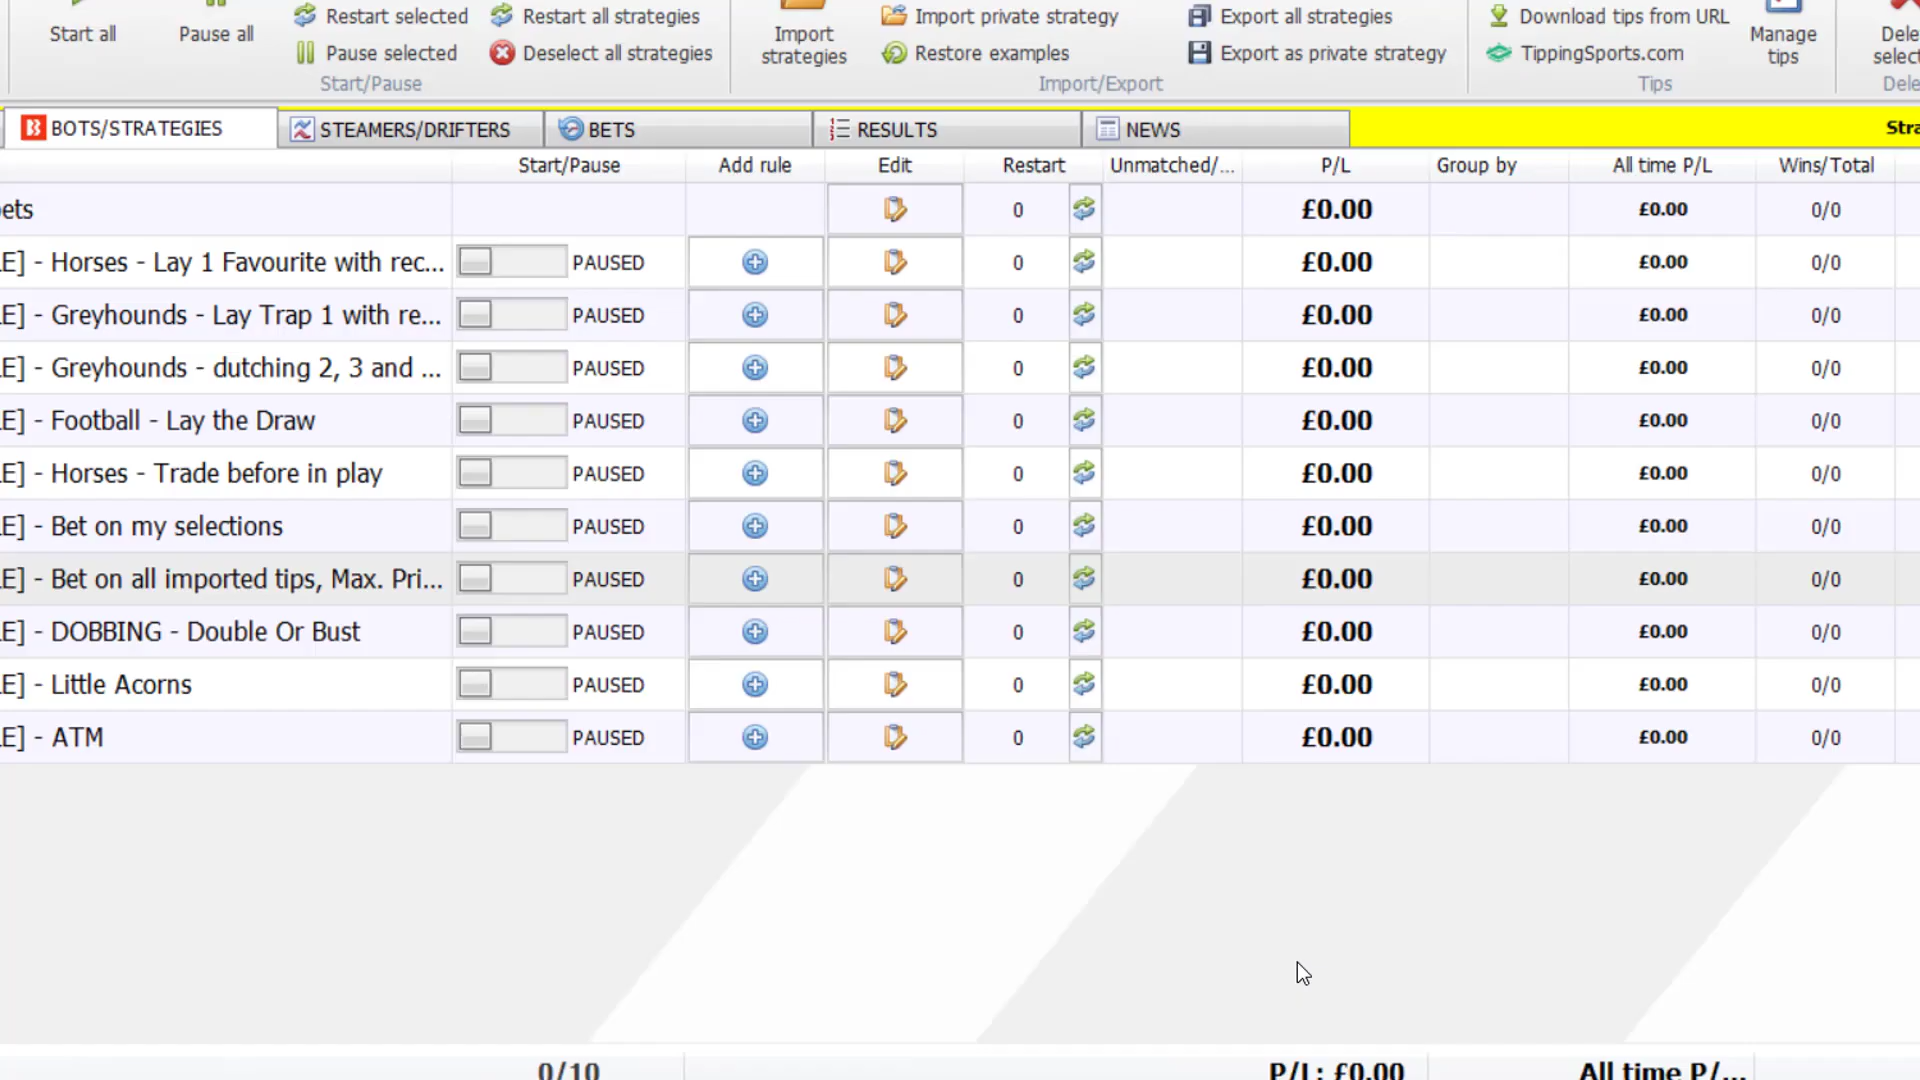 Start all
Pause all
Restart selected
Restart all strategies
Pause selected
Deselect all strategies
Start/Pause
Import strategies
Import private strategy
Export all strategies
Restore examples
Export as private strategy
Import/Export
Download tips from URL
TippingSports.com
Tips
Manage tips
Dele
selec
Dele
BOTS/STRATEGIES
STEAMERS/DRIFTERS
BETS
RESULTS
NEWS
Stra
Start/Pause Add rule Edit Restart Unmatched/... P/L Group by All time P/L Wins/Total
ets 0 £0.00 £0.00 0/0
E] - Horses - Lay 1 Favourite with rec... PAUSED 0 £0.00 £0.00 0/0
E] - Greyhounds - Lay Trap 1 with re... PAUSED 0 £0.00 £0.00 0/0
E] - Greyhounds - dutching 2, 3 and ... PAUSED 0 £0.00 £0.00 0/0
E] - Football - Lay the Draw PAUSED 0 £0.00 £0.00 0/0
E] - Horses - Trade before in play PAUSED 0 £0.00 £0.00 0/0
E] - Bet on my selections PAUSED 0 £0.00 £0.00 0/0
E] - Bet on all imported tips, Max. Pri... PAUSED 0 £0.00 £0.00 0/0
E] - DOBBING - Double Or Bust PAUSED 0 £0.00 £0.00 0/0
E] - Little Acorns PAUSED 0 £0.00 £0.00 0/0
E] - ATM PAUSED 0 £0.00 £0.00 0/0
0/10 P/L: £0.00 All time P/...